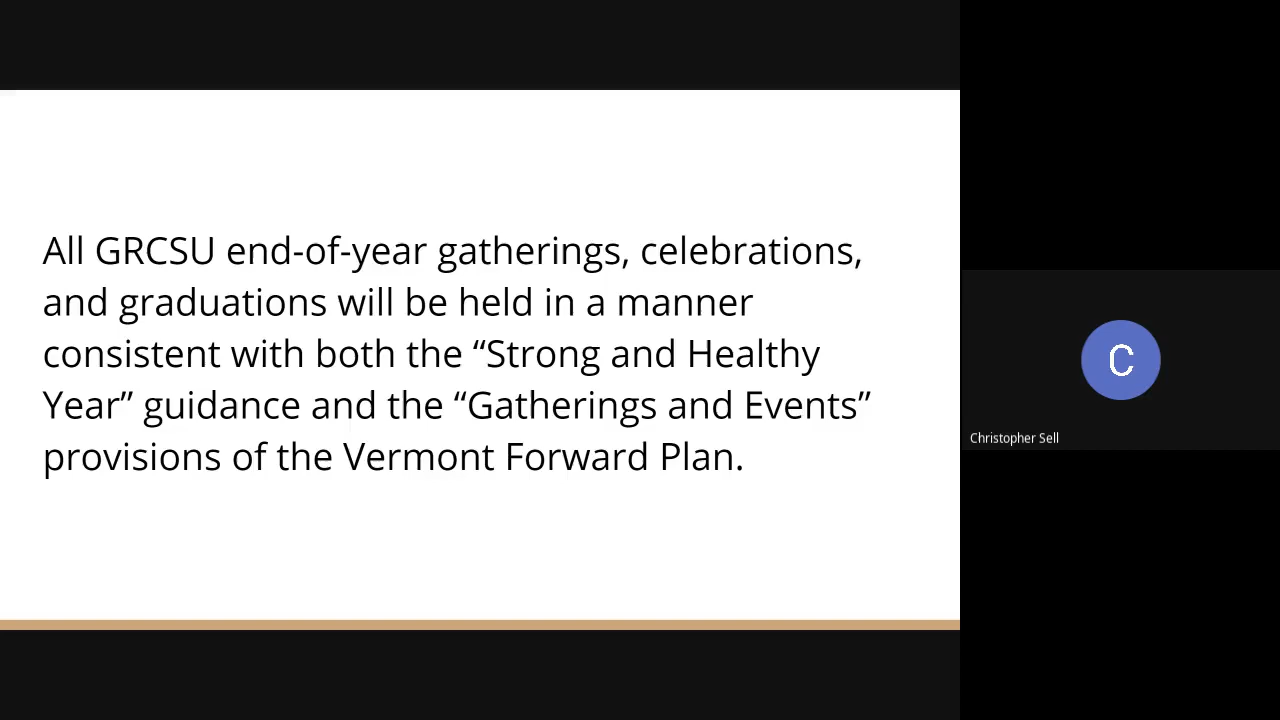 All GRCSU end-of-year gatherings, celebrations,
and graduations will be held in a manner
consistent with both the “Strong and Healthy
Year” guidance and the “Gatherings and Events”
provisions of the Vermont Forward Plan.
C
Christopher Sell